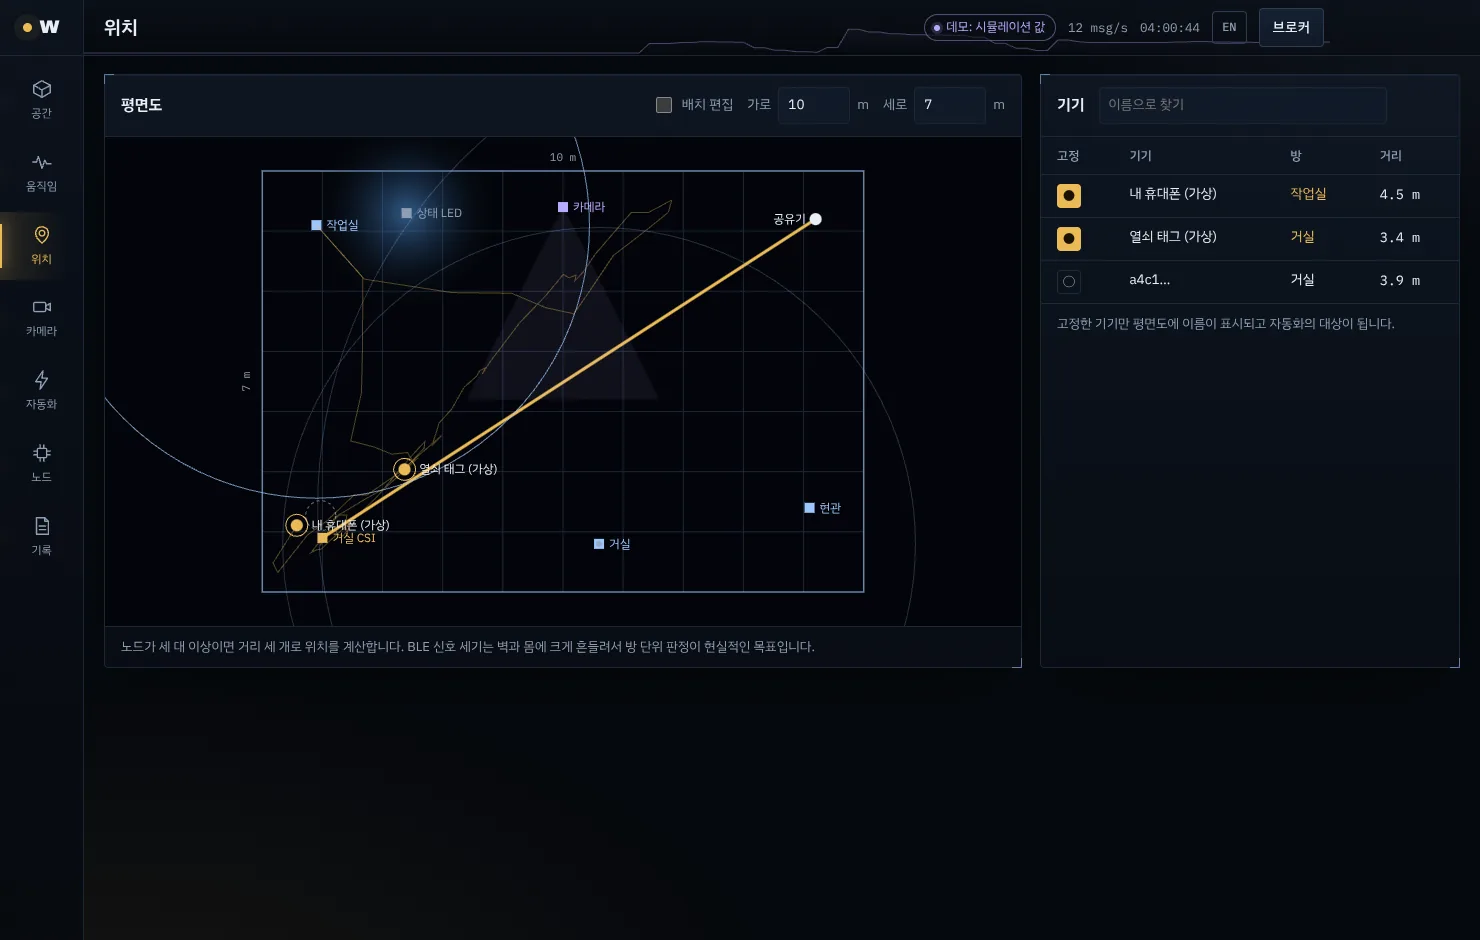 w
위치
데모: 시뮬레이션 값
12 msg/s
04:00:44
EN
브로커
공간
움직임
위치
카메라
자동화
노드
기록
평면도
배치 편집
가로
10
m
세로
7
m
10 m
7 m
작업실
상태 LED
카메라
공유기
열쇠 태그 (가상)
내 휴대폰 (가상)
거실 CSI
현관
거실
노드가 세 대 이상이면 거리 세 개로 위치를 계산합니다. BLE 신호 세기는 벽과 몸에 크게 흔들려서 방 단위 판정이 현실적인 목표입니다.
기기
이름으로 찾기
고정 기기 방 거리
내 휴대폰 (가상) 작업실 4.5 m
열쇠 태그 (가상) 거실 3.4 m
a4c1... 거실 3.9 m
고정한 기기만 평면도에 이름이 표시되고 자동화의 대상이 됩니다.